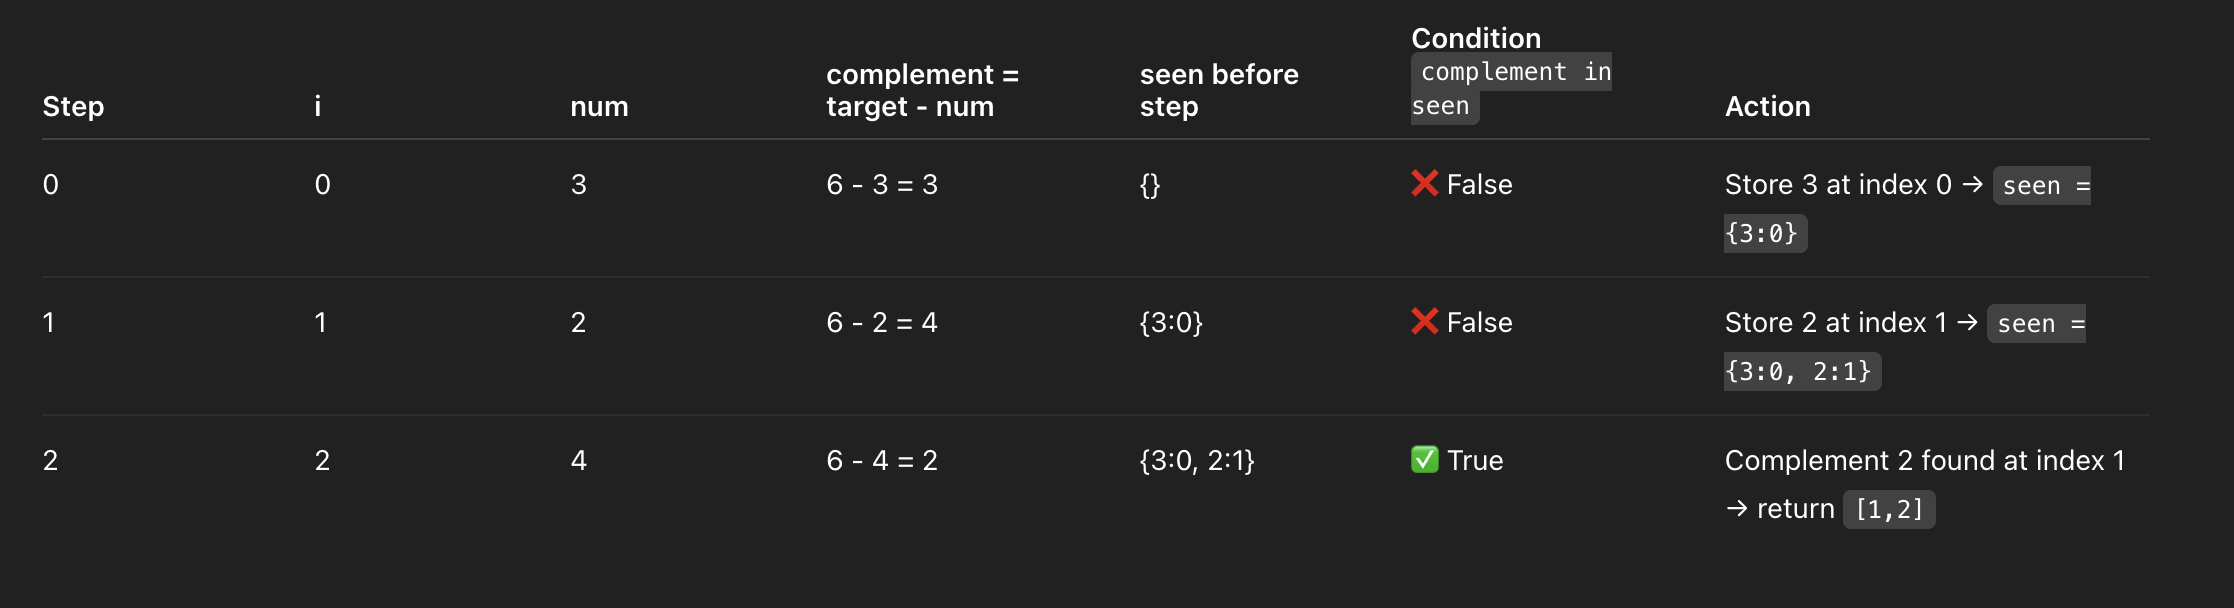 Step i num complement = target - num seen before step Condition complement in seen Action
0 0 3 6 - 3 = 3 {} ❌ False Store 3 at index 0 → seen =
{3:0}
1 1 2 6 - 2 = 4 {3:0} ❌ False Store 2 at index 1 → seen =
{3:0, 2:1}
2 2 4 6 - 4 = 2 {3:0, 2:1} ✅ True Complement 2 found at index 1
→ return [1,2]